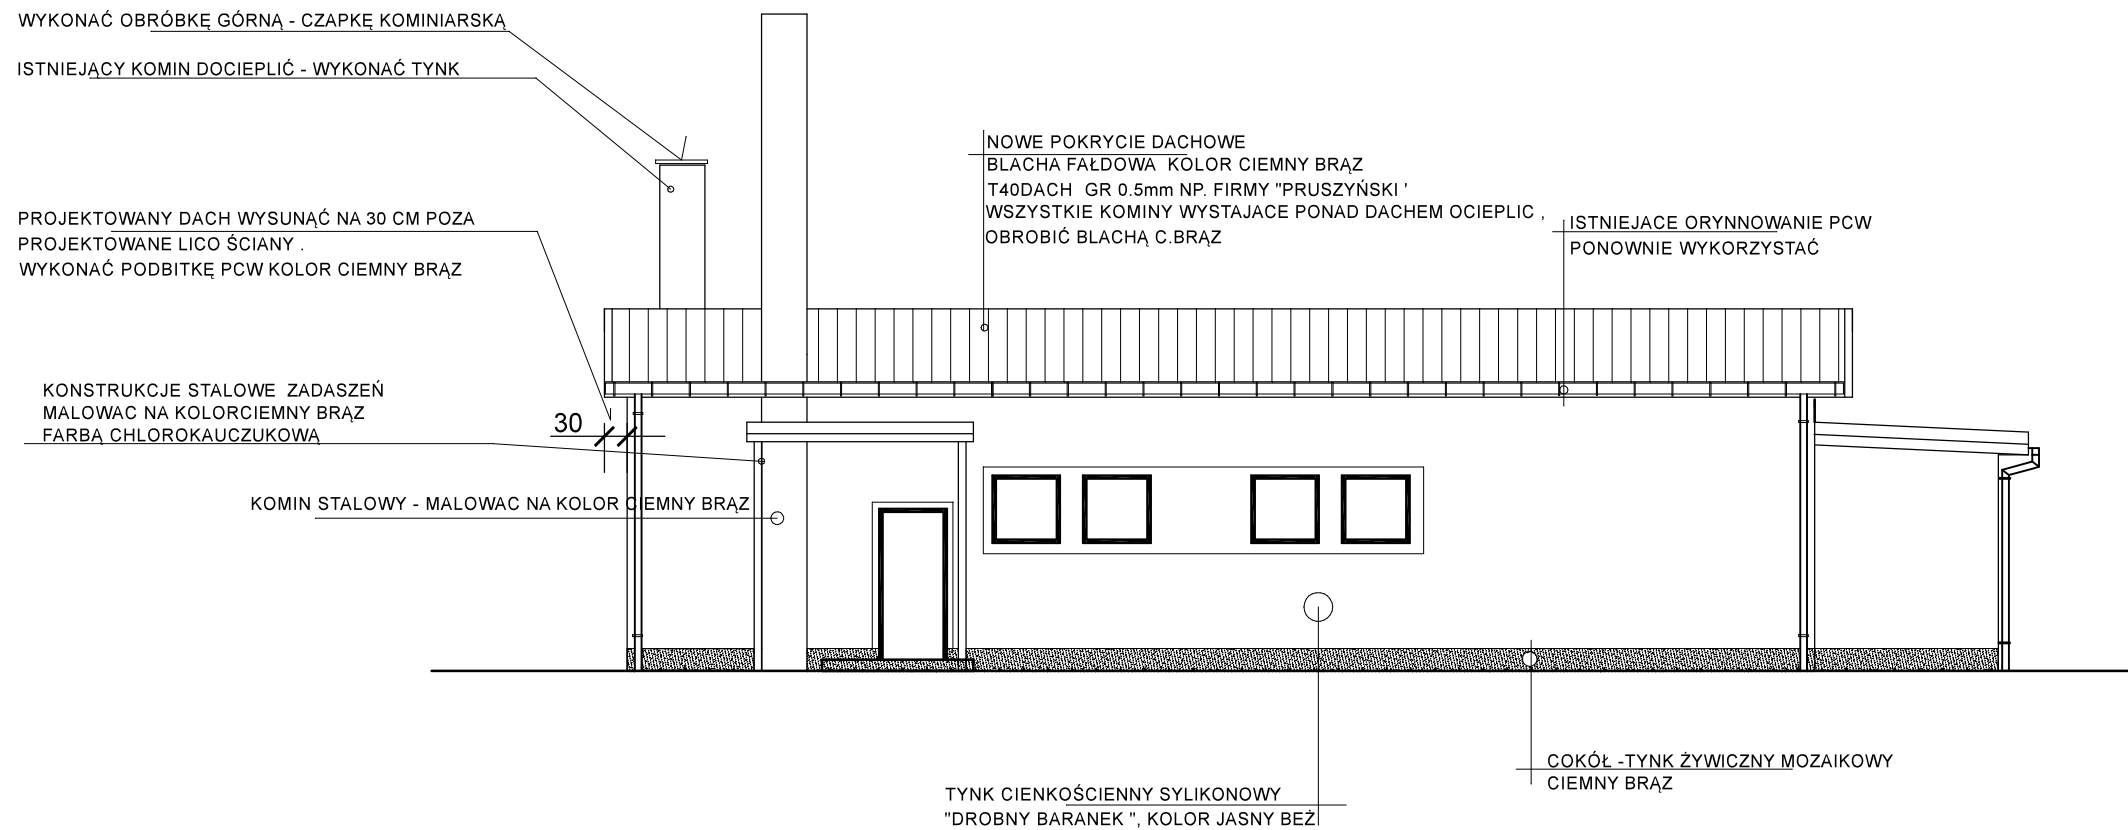 WYKONAĆ OBRÓBKĘ GÓRNĄ - CZAPKĘ KOMINIARSKĄ
ISTNIEJĄCY KOMIN DOCIEPLIĆ - WYKONAĆ TYNK
NOWE POKRYCIE DACHOWE
BLACHA FAŁDOWA KOLOR CIEMNY BRĄZ
T40DACH GR 0.5mm NP. FIRMY "PRUSZYŃSKI '
WSZYSTKIE KOMINY WYSTAJACE PONAD DACHEM OCIEPLIC ,
OBROBIĆ BLACHĄ C.BRĄZ
PROJEKTOWANY DACH WYSUNĄĆ NA 30 CM POZA
PROJEKTOWANE LICO ŚCIANY .
WYKONAĆ PODBITKĘ PCW KOLOR CIEMNY BRĄZ
ISTNIEJACE ORYNNOWANIE PCW
PONOWNIE WYKORZYSTAĆ
KONSTRUKCJE STALOWE ZADASZEŃ
MALOWAC NA KOLORCIEMNY BRĄZ
FARBĄ CHLOROKAUCZUKOWĄ
30
KOMIN STALOWY - MALOWAC NA KOLOR CIEMNY BRĄZ
COKÓŁ -TYNK ŻYWICZNY MOZAIKOWY
CIEMNY BRĄZ
TYNK CIENKOŚCIENNY SYLIKONOWY
"DROBNY BARANEK ", KOLOR JASNY BEŻ